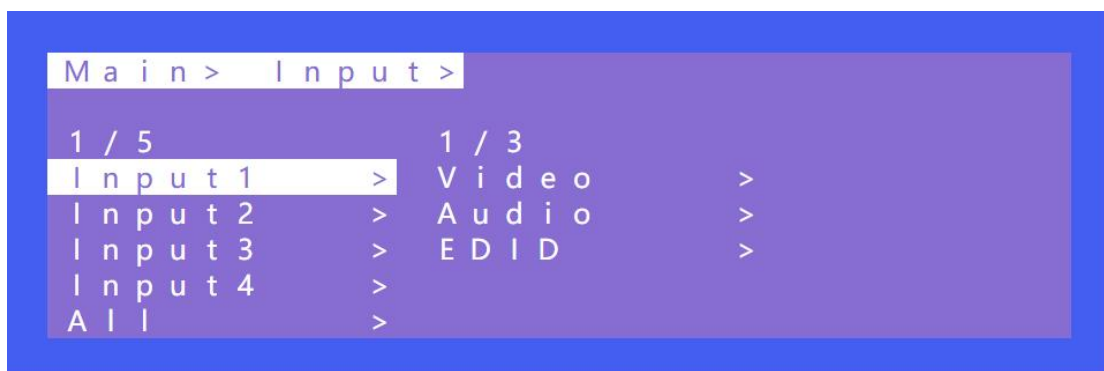 Main> Input>
1/5 1/3
Input1 > Video >
Input2 > Audio >
Input3 > EDID >
Input4 >
All >